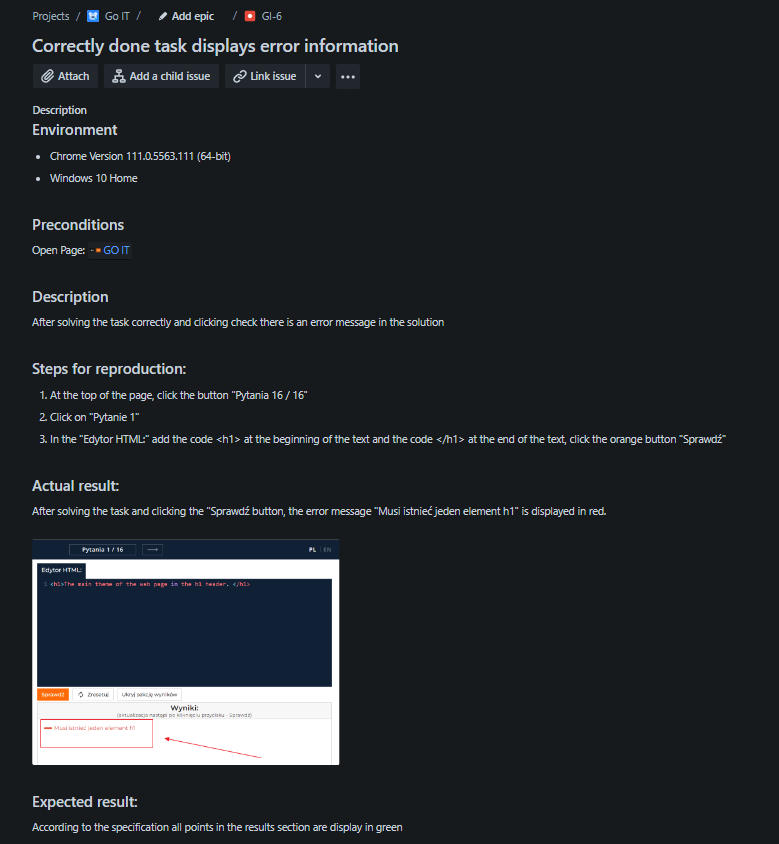 Projects / Go IT / Add epic / GI-6
Correctly done task displays error information
Attach Add a child issue Link issue
Description
Environment
• Chrome Version 111.0.5563.111 (64-bit)
• Windows 10 Home
Preconditions
Open Page: GO IT
Description
After solving the task correctly and clicking check there is an error message in the solution
Steps for reproduction:
1. At the top of the page, click the button "Pytania 16 / 16"
2. Click on "Pytanie 1"
3. In the "Edytor HTML:" add the code <h1> at the beginning of the text and the code </h1> at the end of the text, click the orange button "Sprawdź"
Actual result:
After solving the task and clicking the "Sprawdź button, the error message "Musi istnieć jeden element h1" is displayed in red.
Pytania 1 / 16 PL | EN
Edytor HTML:
1 <h1>The main theme of the web page in the h1 header. </h1>
Sprawdź Zresetuj Ukryj sekcję wyników
Wyniki:
(aktualizacja nastąpi po kliknięciu przycisku - Sprawdź)
Musi istnieć jeden element h1
Expected result:
According to the specification all points in the results section are display in green